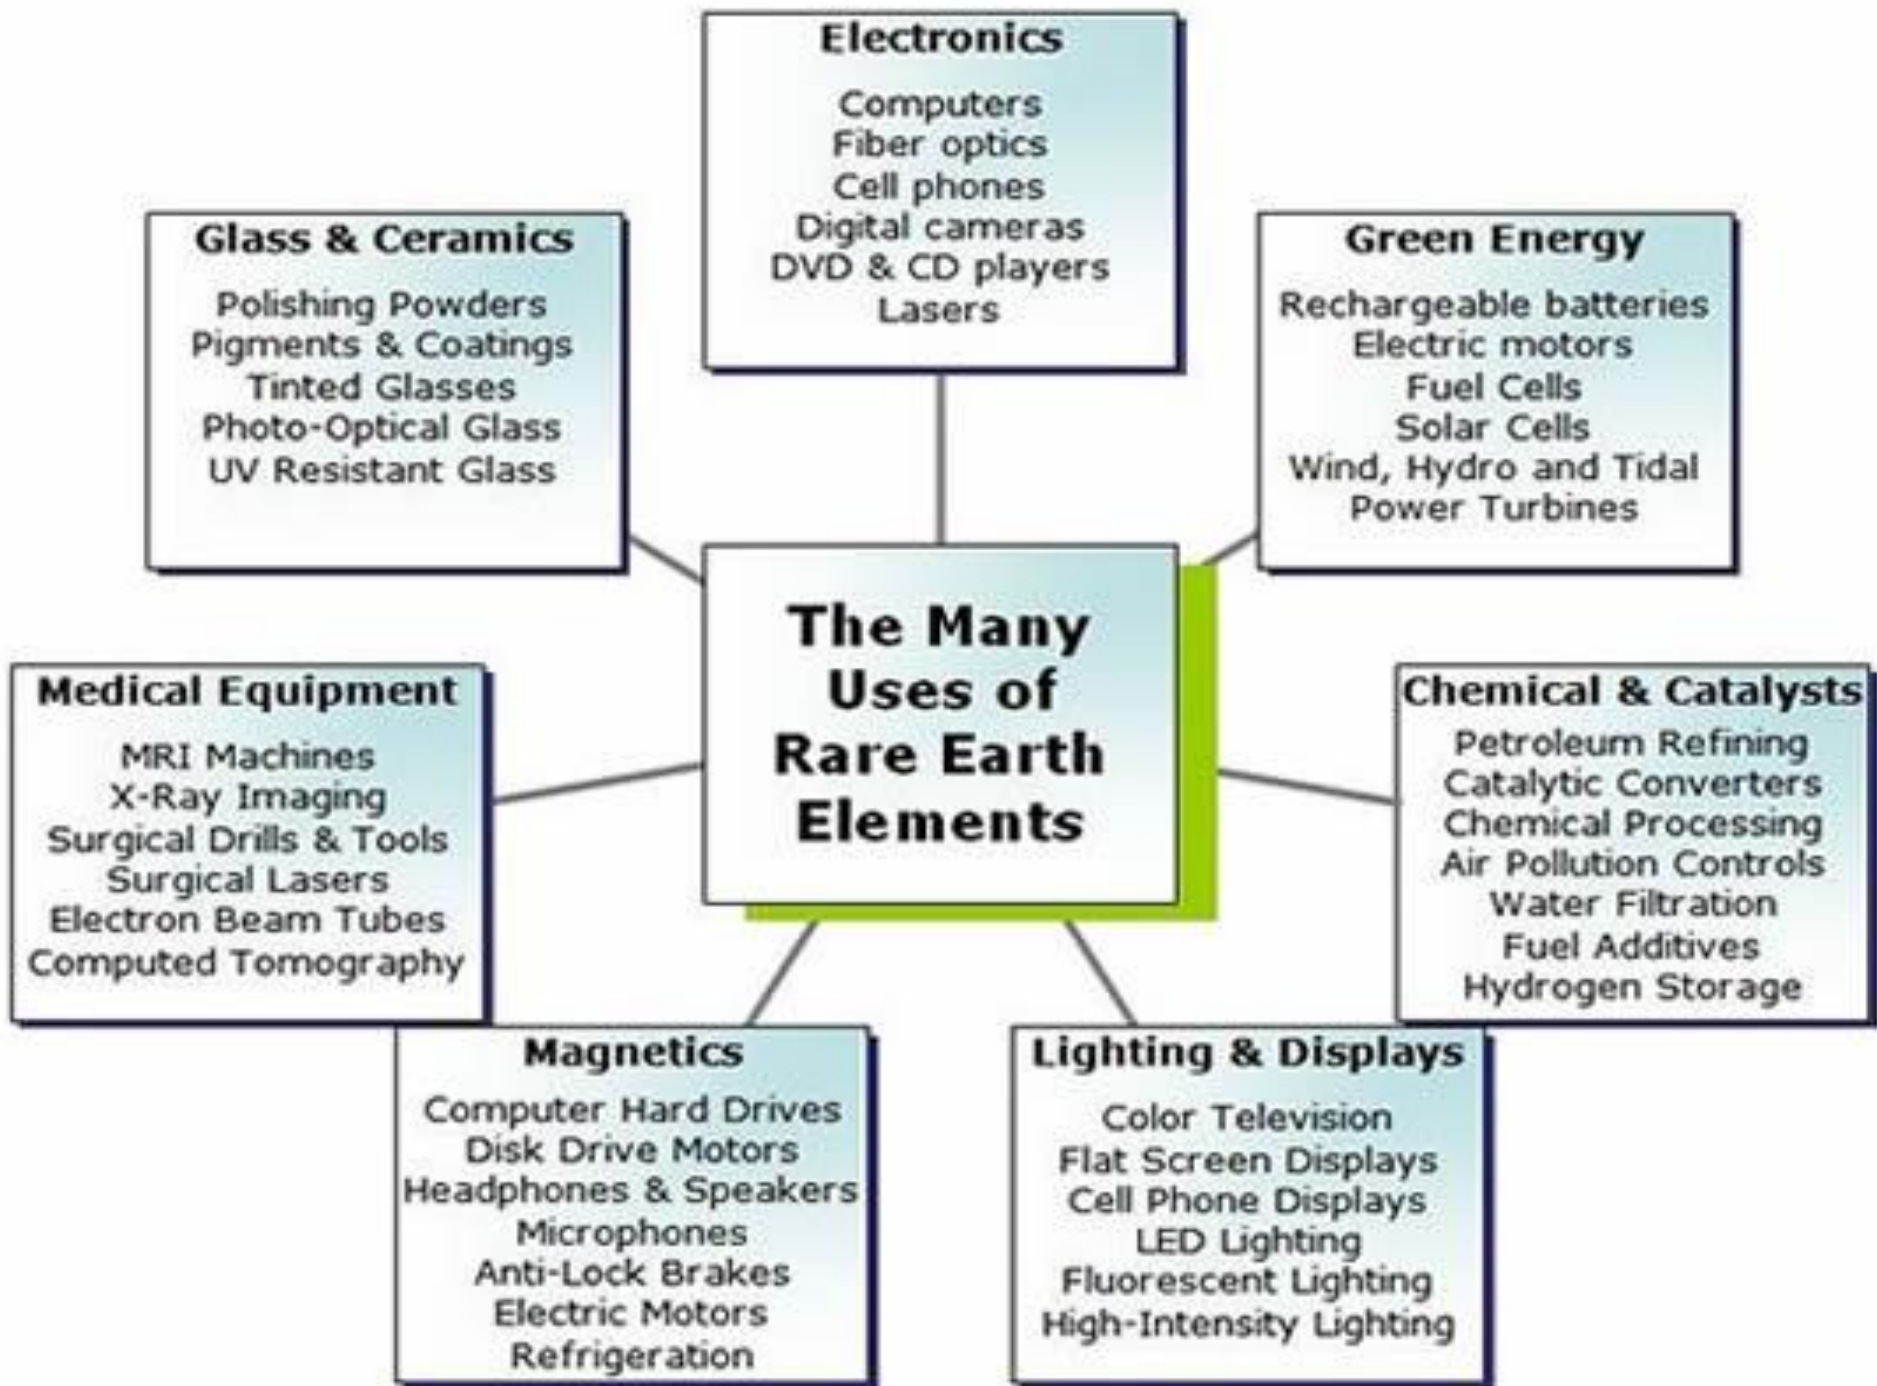 Electronics
Computers
Fiber optics
Cell phones
Digital cameras
DVD & CD players
Lasers
Glass & Ceramics
Polishing Powders
Pigments & Coatings
Tinted Glasses
Photo-Optical Glass
UV Resistant Glass
Green Energy
Rechargeable batteries
Electric motors
Fuel Cells
Solar Cells
Wind, Hydro and Tidal
Power Turbines
The Many
Uses of
Rare Earth
Elements
Medical Equipment
MRI Machines
X-Ray Imaging
Surgical Drills & Tools
Surgical Lasers
Electron Beam Tubes
Computed Tomography
Chemical & Catalysts
Petroleum Refining
Catalytic Converters
Chemical Processing
Air Pollution Controls
Water Filtration
Fuel Additives
Hydrogen Storage
Magnetics
Computer Hard Drives
Disk Drive Motors
Headphones & Speakers
Microphones
Anti-Lock Brakes
Electric Motors
Refrigeration
Lighting & Displays
Color Television
Flat Screen Displays
Cell Phone Displays
LED Lighting
Fluorescent Lighting
High-Intensity Lighting